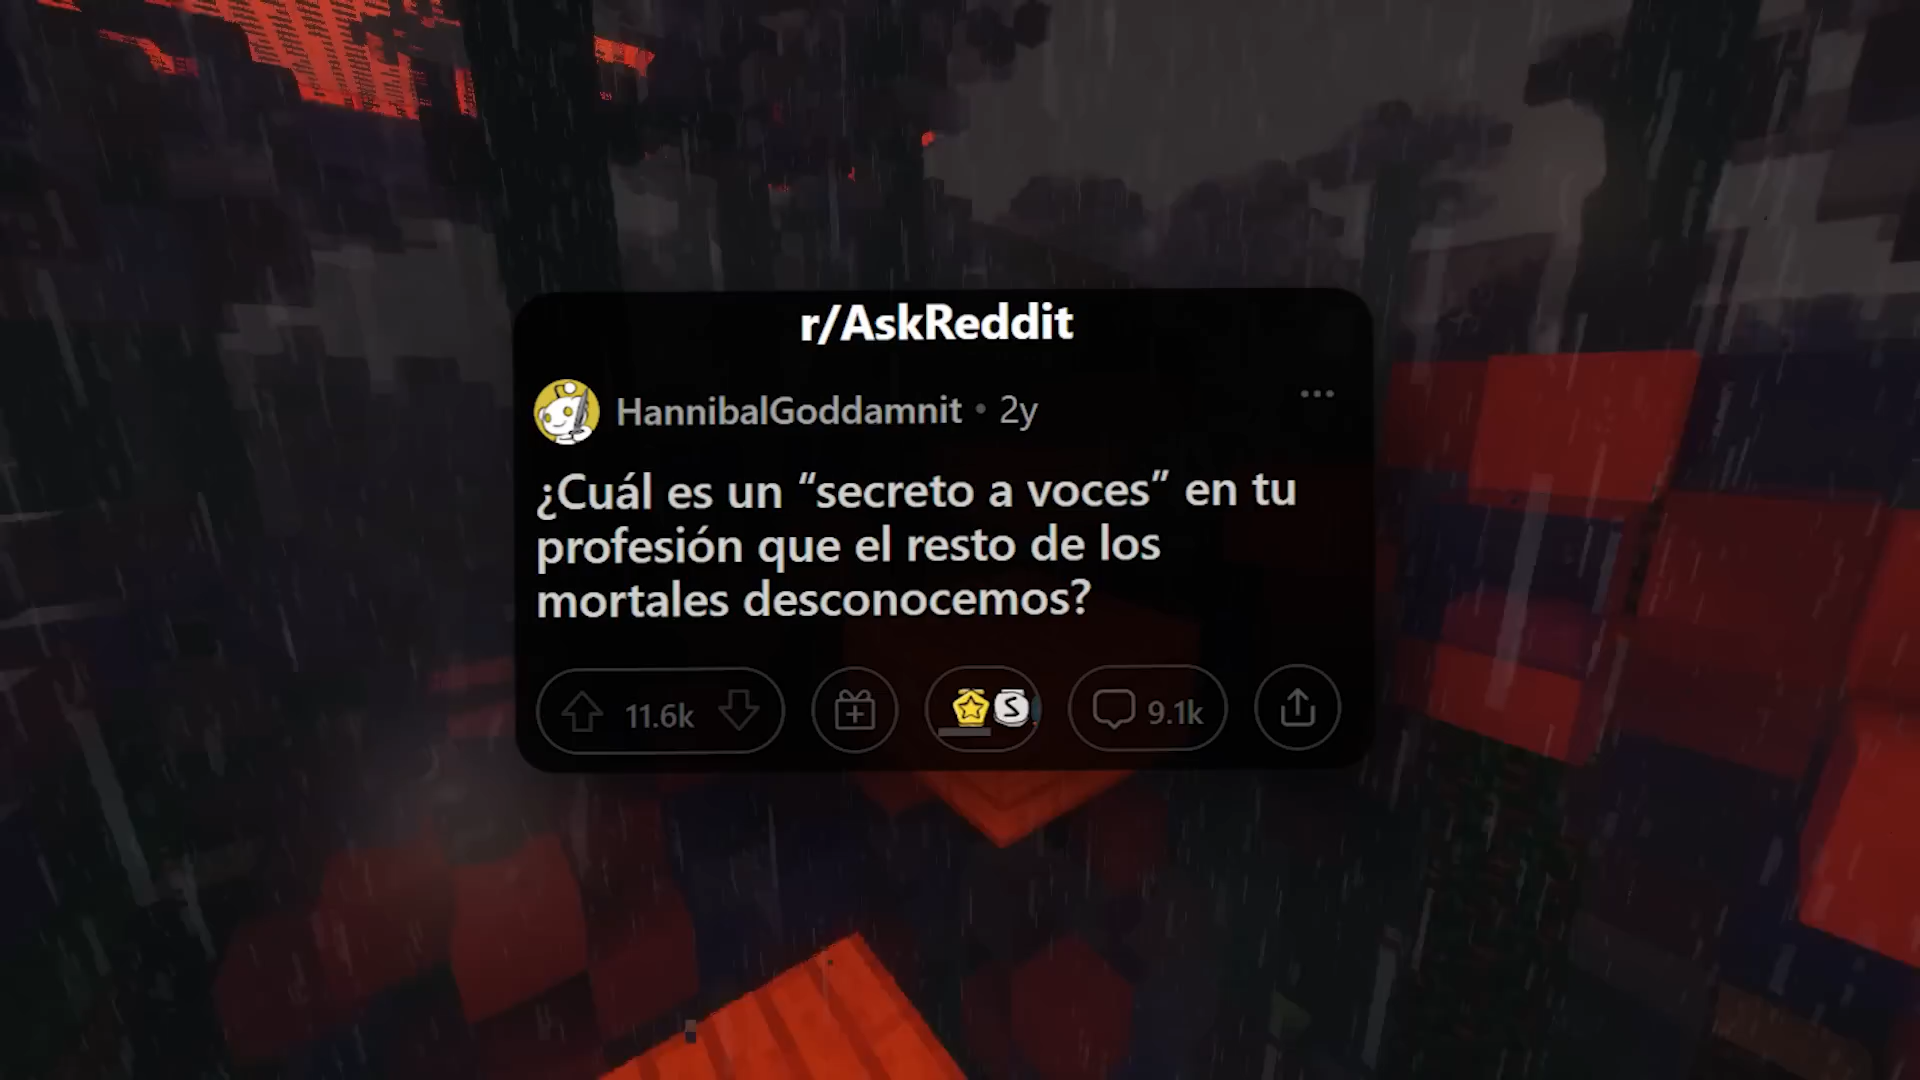 r/AskReddit
HannibalGoddamnit • 2y
¿Cuál es un “secreto a voces” en tu
profesión que el resto de los
mortales desconocemos?
11.6k
9.1k